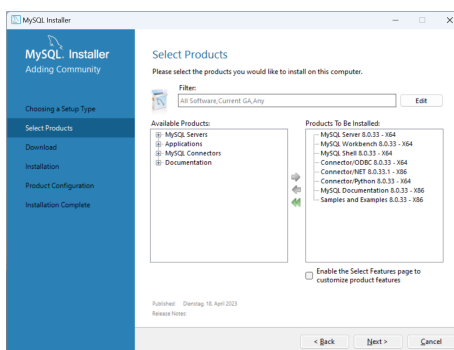 MySQL Installer
MySQL. Installer
Adding Community
Choosing a Setup Type
Select Products
Download
Installation
Product Configuration
Installation Complete
Select Products
Please select the products you would like to install on this computer.
Filter:
All Software,Current GA,Any
Edit
Available Products:
MySQL Servers
Applications
MySQL Connectors
Documentation
Products To Be Installed:
MySQL Server 8.0.33 - X64
MySQL Workbench 8.0.33 - X64
MySQL Shell 8.0.33 - X64
Connector/ODBC 8.0.33 - X64
Connector/NET 8.0.33.1 - X86
Connector/Python 8.0.33 - X64
MySQL Documentation 8.0.33 - X86
Samples and Examples 8.0.33 - X86
Enable the Select Features page to
customize product features
Published: Dienstag, 18. April 2023
Release Notes:
< Back
Next >
Cancel